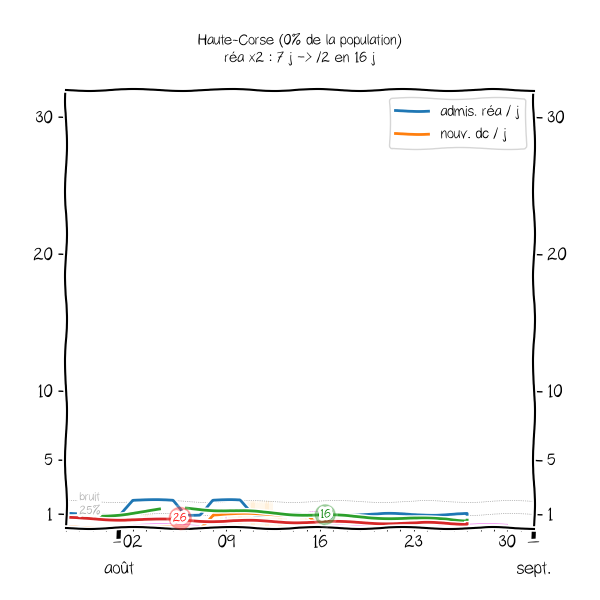 Haute-Corse (0% de la population)
réa x2 : 7 j -> /2 en 16 j
admis. réa / j
nouv. dc / j
30
30
20
20
10
10
5
5
bruit
25%
1
1
26
16
02
09
16
23
30
août
sept.